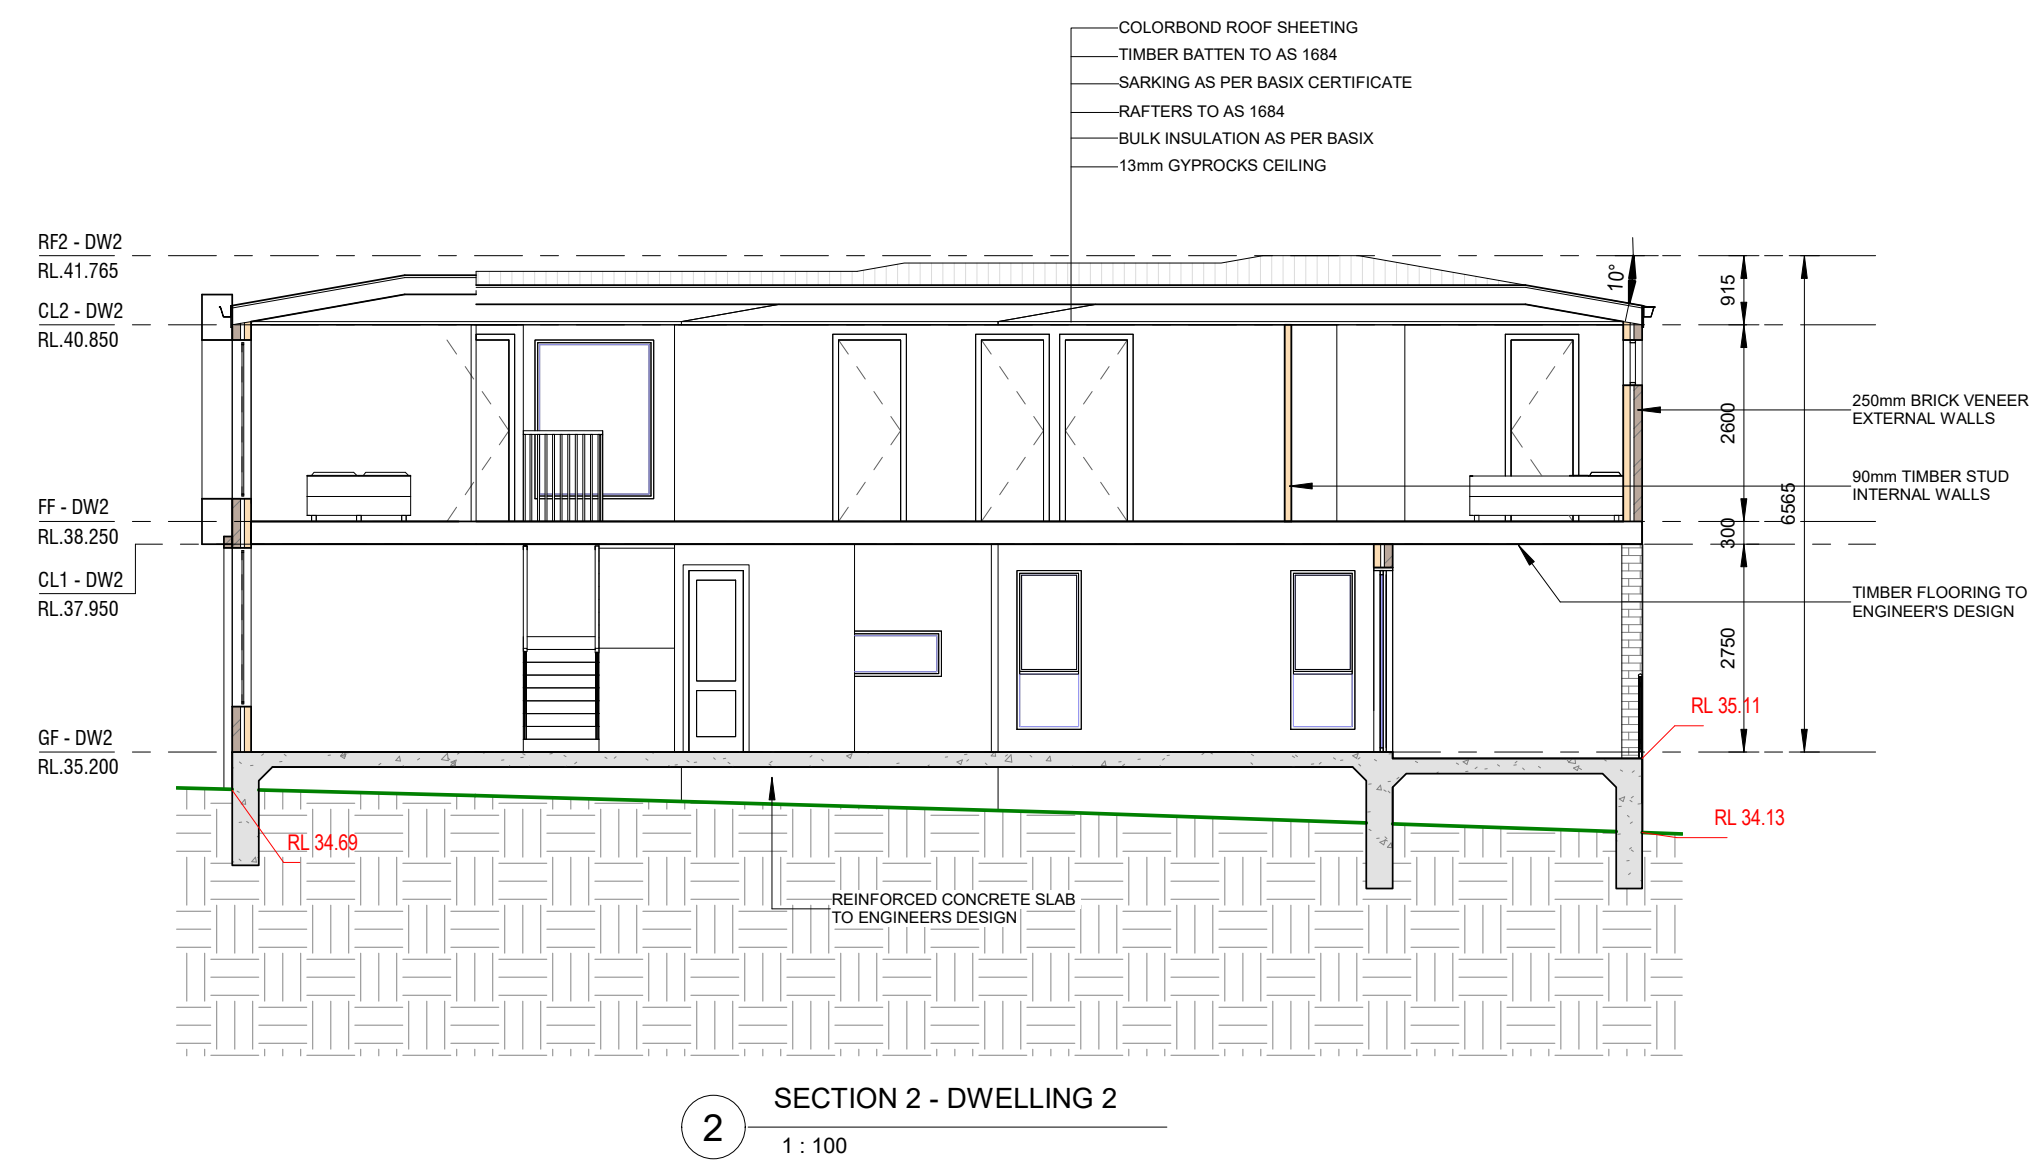 COLORBOND ROOF SHEETING
TIMBER BATTEN TO AS 1684
SARKING AS PER BASIX CERTIFICATE
RAFTERS TO AS 1684
BULK INSULATION AS PER BASIX
13mm GYPROCKS CEILING
RF2 - DW2
RL.41.765
CL2 - DW2
RL.40.850
FF - DW2
RL.38.250
CL1 - DW2
RL.37.950
GF - DW2
RL.35.200
10°
915
2600
300
2750
6565
250mm BRICK VENEER
EXTERNAL WALLS
90mm TIMBER STUD
INTERNAL WALLS
TIMBER FLOORING TO
ENGINEER'S DESIGN
RL 35.11
RL 34.13
RL 34.69
REINFORCED CONCRETE SLAB
TO ENGINEERS DESIGN
2
SECTION 2 - DWELLING 2
1 : 100